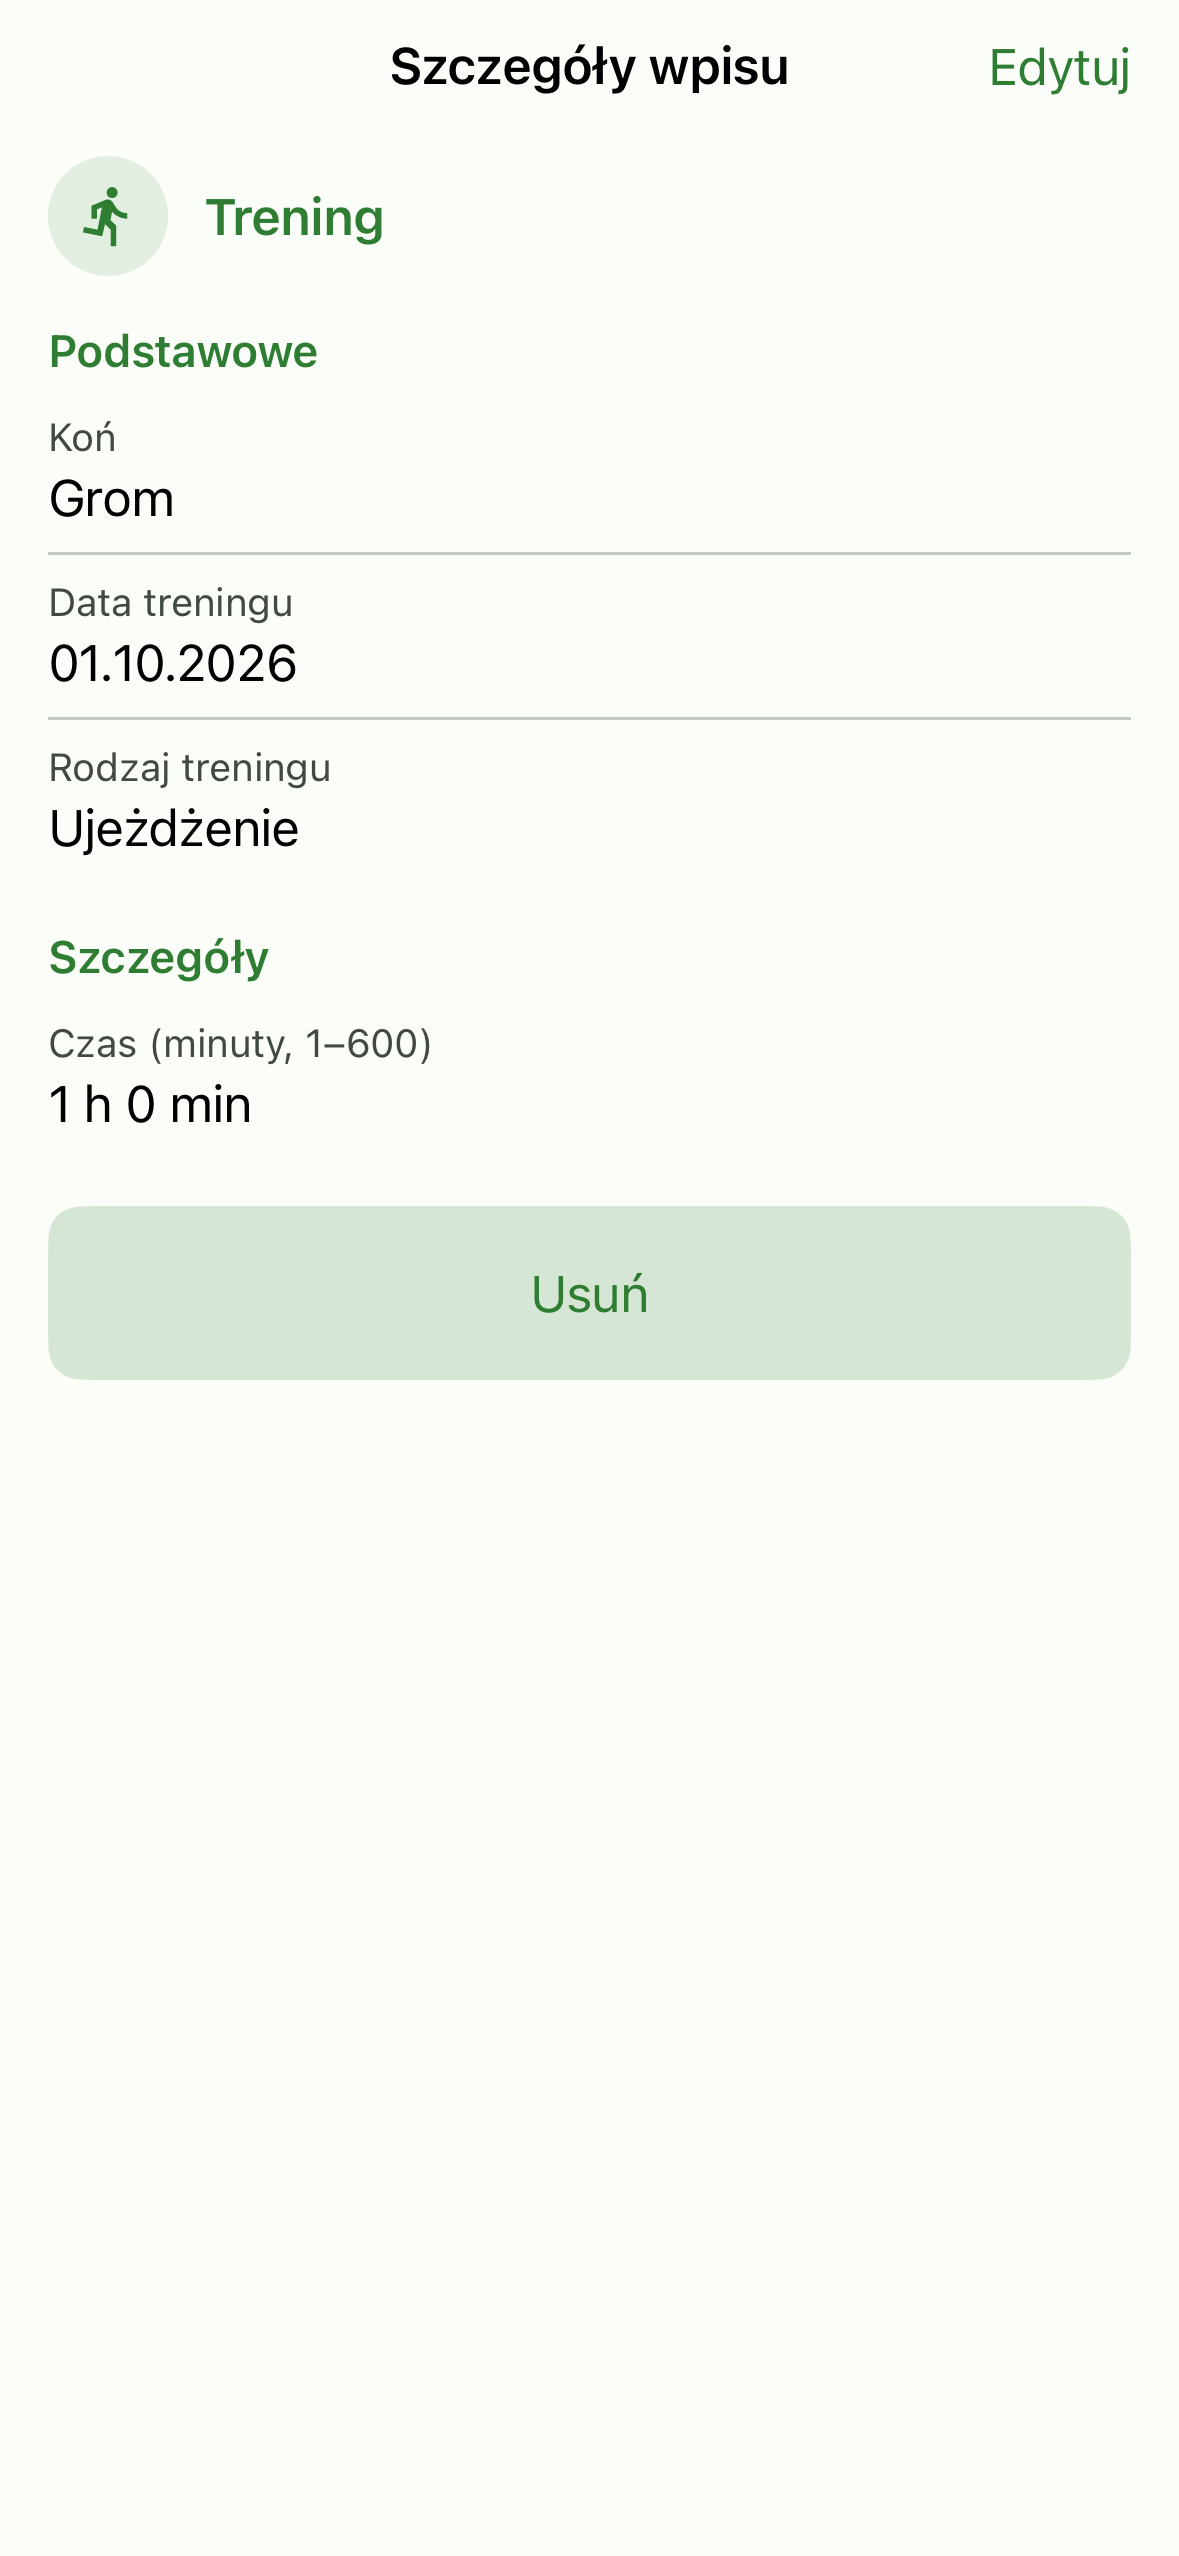 Szczegóły wpisu
Edytuj
Trening
Podstawowe
Koń
Grom
Data treningu
01.10.2026
Rodzaj treningu
Ujeżdżenie
Szczegóły
Czas (minuty, 1–600)
1 h 0 min
Usuń